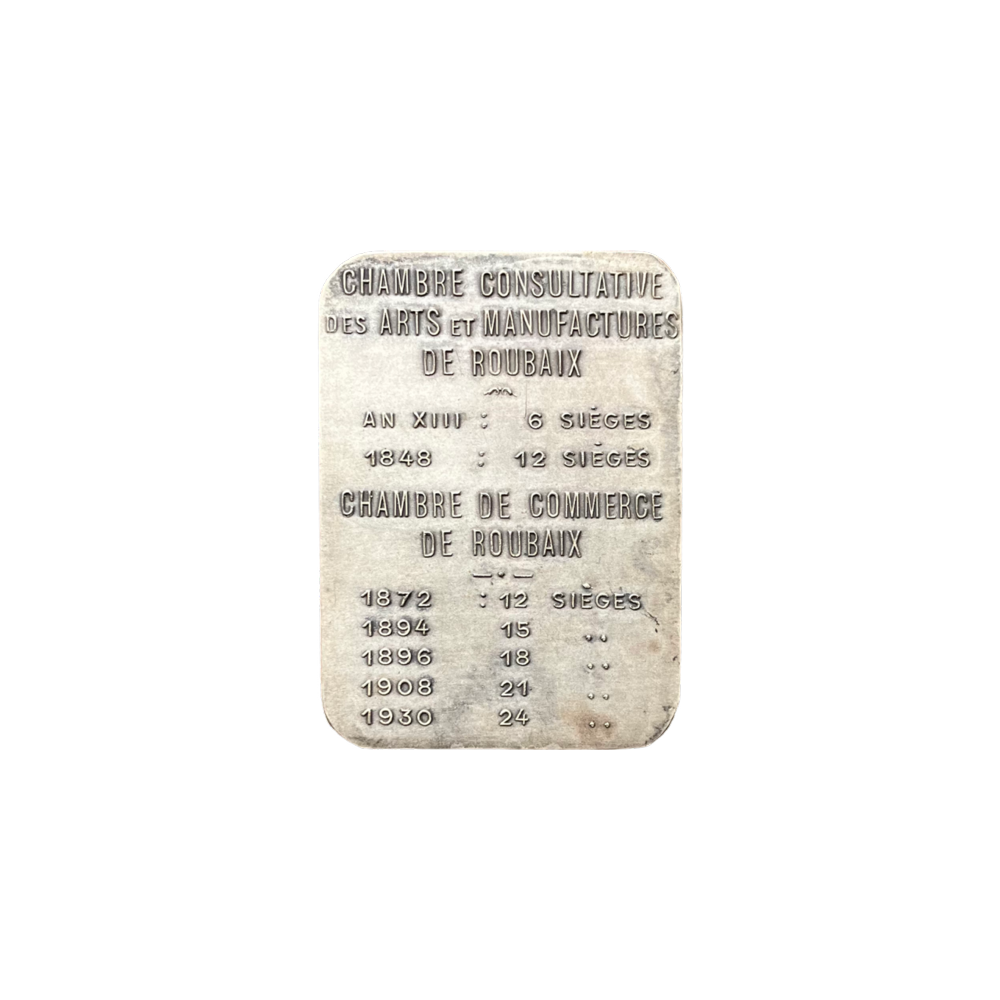 CHAMBRE CONSULTATIVE
DES ARTS ET MANUFACTURES
DE ROUBAIX
AN XIII : 6 SIÈGES
1848 : 12 SIÈGES
CHAMBRE DE COMMERCE
DE ROUBAIX
1872 : 12 SIÈGES
1894 15 ..
1896 18 ..
1908 21 ..
1930 24 ..